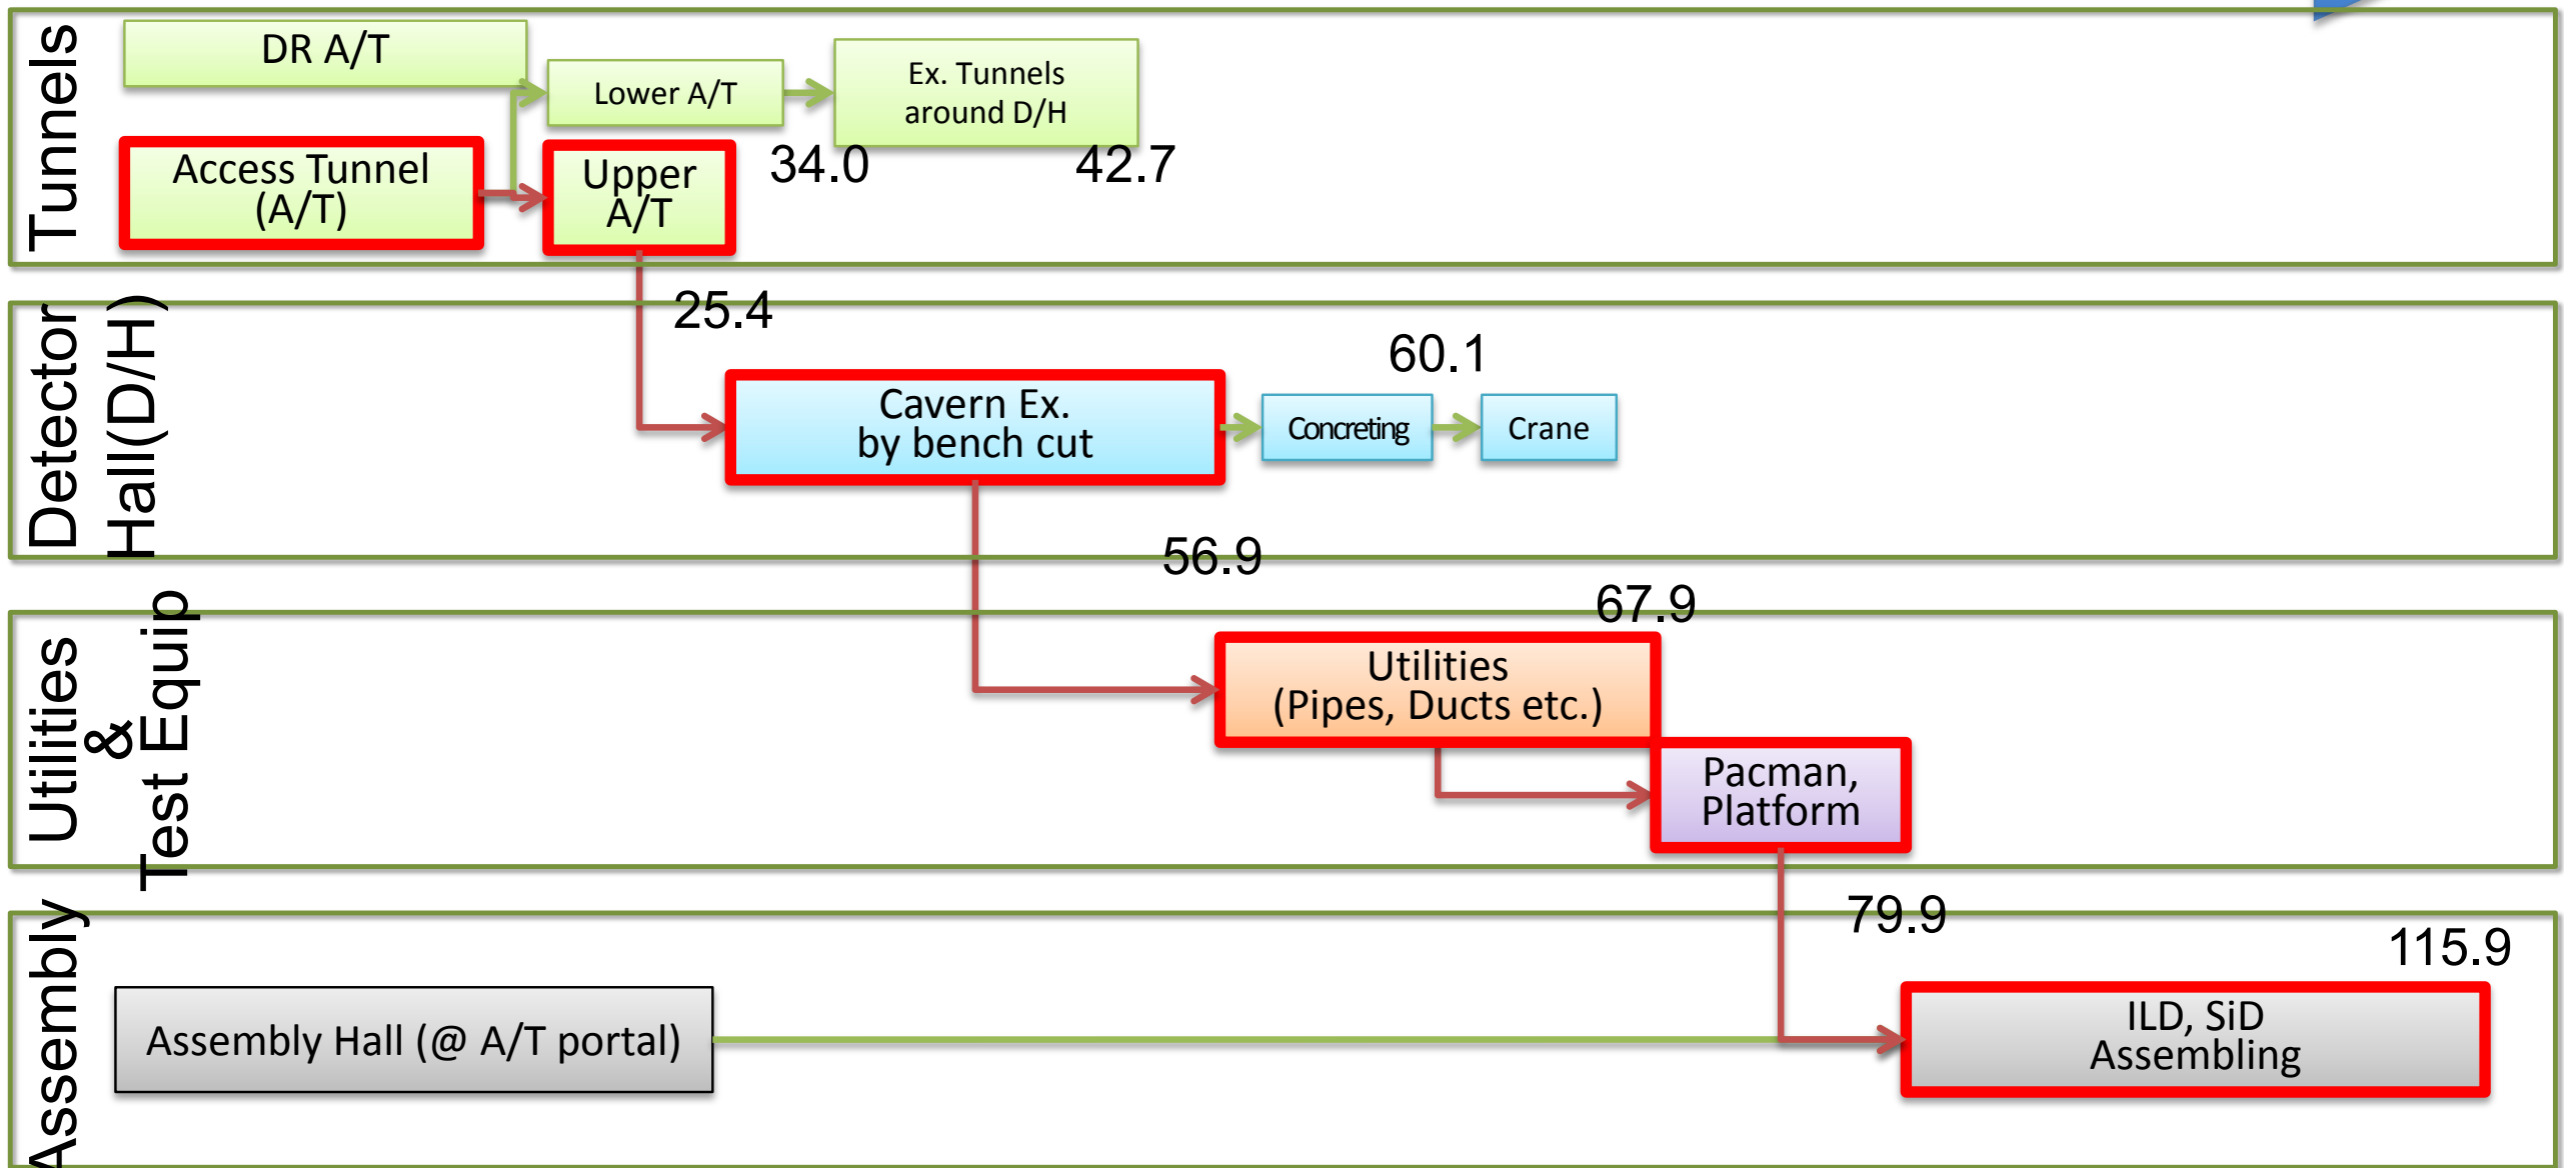 Tunnels
DR A/T
Lower A/T
Ex. Tunnels
around D/H
Access Tunnel
(A/T)
Upper
A/T
34.0
42.7
Detector
Hall(D/H)
25.4
60.1
Cavern Ex.
by bench cut
Concreting
Crane
56.9
Utilities
&
Test Equip
67.9
Utilities
(Pipes, Ducts etc.)
Pacman,
Platform
Assembly
79.9
115.9
Assembly Hall (@ A/T portal)
ILD, SiD
Assembling